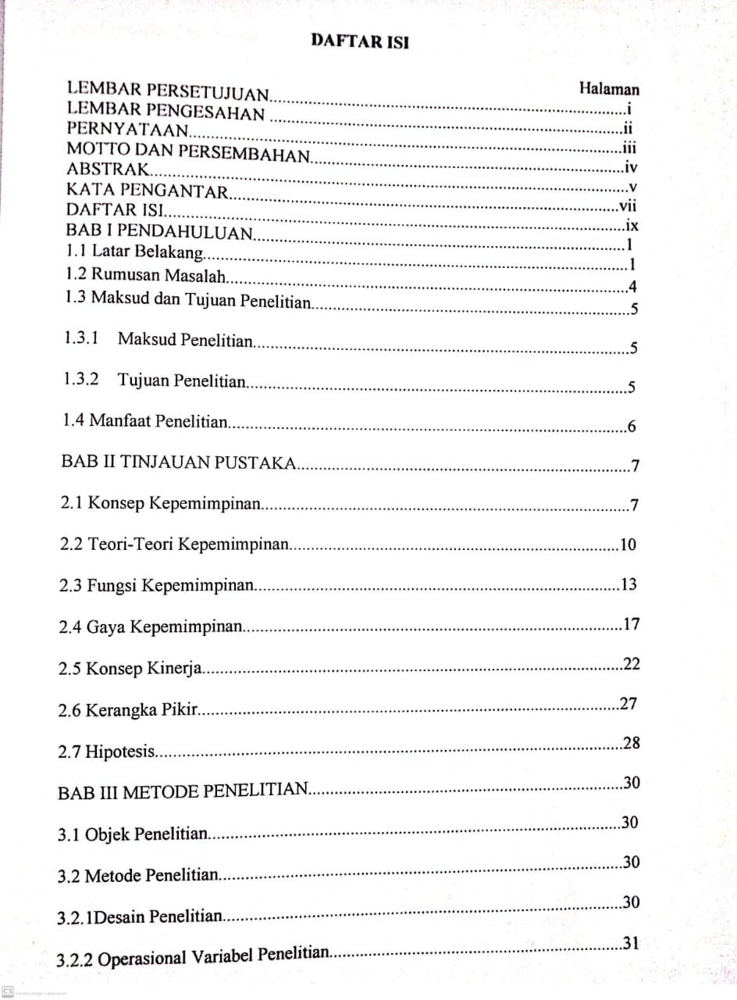 DAFTAR ISI
Halaman
LEMBAR PERSETUJUAN.....i
LEMBAR PENGESAHAN.....ii
PERNYATAAN.....iii
MOTTO DAN PERSEMBAHAN.....iv
ABSTRAK.....v
KATA PENGANTAR.....vii
DAFTAR ISI.....ix
BAB I PENDAHULUAN.....1
1.1 Latar Belakang.....1
1.2 Rumusan Masalah.....4
1.3 Maksud dan Tujuan Penelitian.....5
1.3.1 Maksud Penelitian.....5
1.3.2 Tujuan Penelitian.....5
1.4 Manfaat Penelitian.....6
BAB II TINJAUAN PUSTAKA.....7
2.1 Konsep Kepemimpinan.....7
2.2 Teori-Teori Kepemimpinan.....10
2.3 Fungsi Kepemimpinan.....13
2.4 Gaya Kepemimpinan.....17
2.5 Konsep Kinerja.....22
2.6 Kerangka Pikir.....27
2.7 Hipotesis.....28
BAB III METODE PENELITIAN.....30
3.1 Objek Penelitian.....30
3.2 Metode Penelitian.....30
3.2.1Desain Penelitian.....30
3.2.2 Operasional Variabel Penelitian.....31
CS